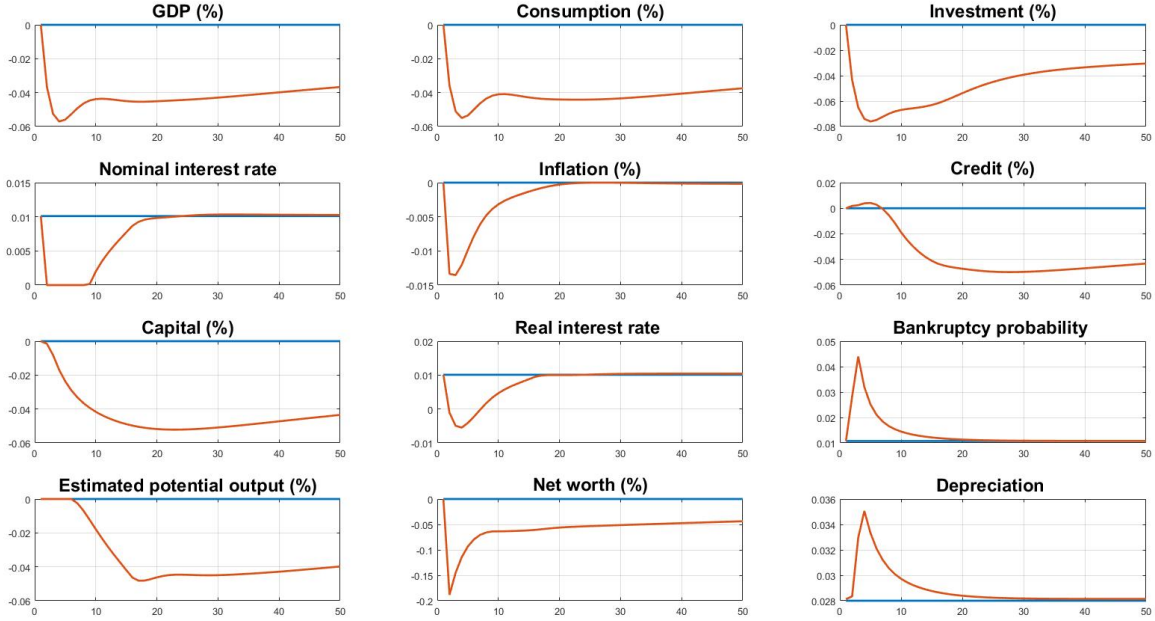 GDP (%)
0
-0.02
-0.04
-0.06
0 10 20 30 40 50
Consumption (%)
0
-0.02
-0.04
-0.06
0 10 20 30 40 50
Investment (%)
0
-0.02
-0.04
-0.06
-0.08
0 10 20 30 40 50
Nominal interest rate
0.015
0.01
0.005
0
0 10 20 30 40 50
Inflation (%)
0
-0.005
-0.01
-0.015
0 10 20 30 40 50
Credit (%)
0.02
0
-0.02
-0.04
-0.06
0 10 20 30 40 50
Capital (%)
0
-0.02
-0.04
-0.06
0 10 20 30 40 50
Real interest rate
0.02
0.01
0
-0.01
0 10 20 30 40 50
Bankruptcy probability
0.05
0.04
0.03
0.02
0.01
0 10 20 30 40 50
Estimated potential output (%)
0
-0.02
-0.04
-0.06
0 10 20 30 40 50
Net worth (%)
0
-0.05
-0.1
-0.15
-0.2
0 10 20 30 40 50
Depreciation
0.036
0.034
0.032
0.03
0.028
0 10 20 30 40 50